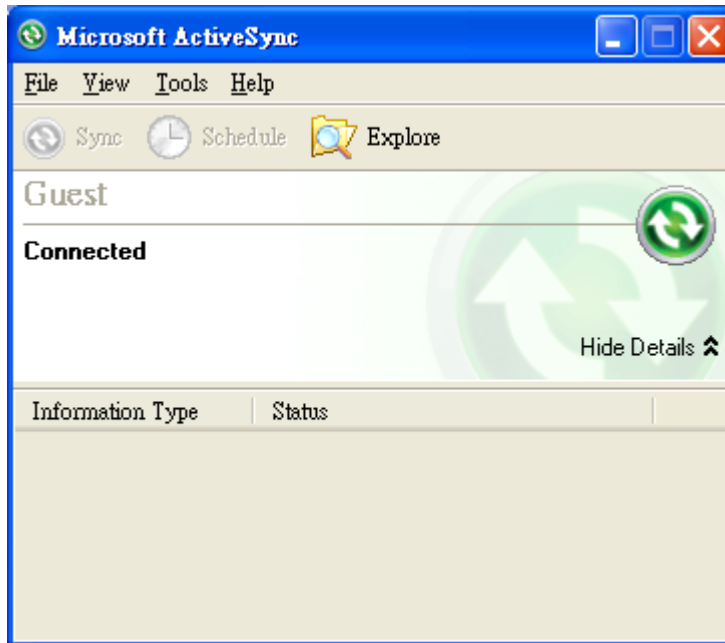 Microsoft ActiveSync
File View Tools Help
Sync Schedule Explore
Guest
Connected
Hide Details
Information Type Status